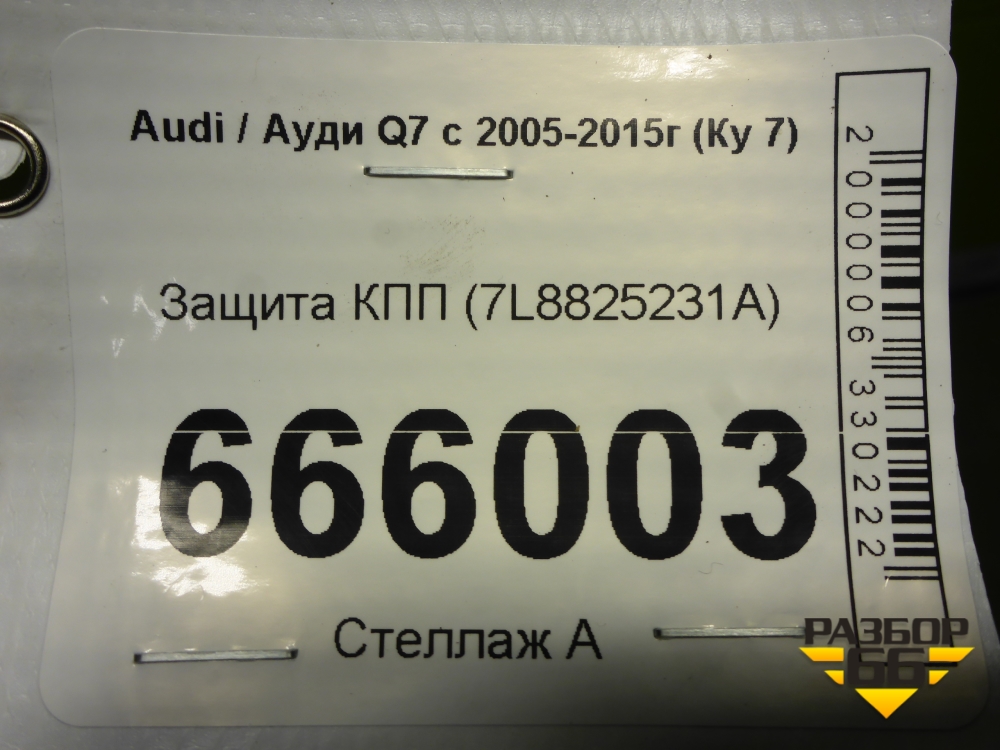 Audi / Ауди Q7 с 2005-2015г (Ку 7)
Защита КПП (7L8825231A)
666003
Стеллаж А
2000006330222
РАЗБОР
66